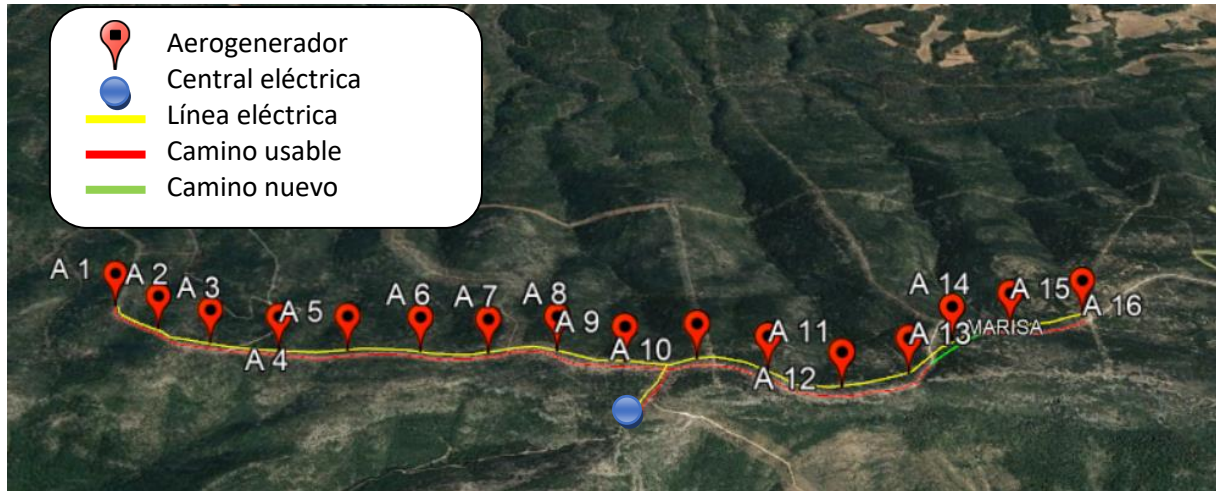 Aerogenerador
Central eléctrica
Línea eléctrica
Camino usable
Camino nuevo
A 1
A 2
A 3
A 4
A 5
A 6
A 7
A 8
A 9
A 10
A 11
A 12
A 13
A 14
MARISA
A 15
A 16